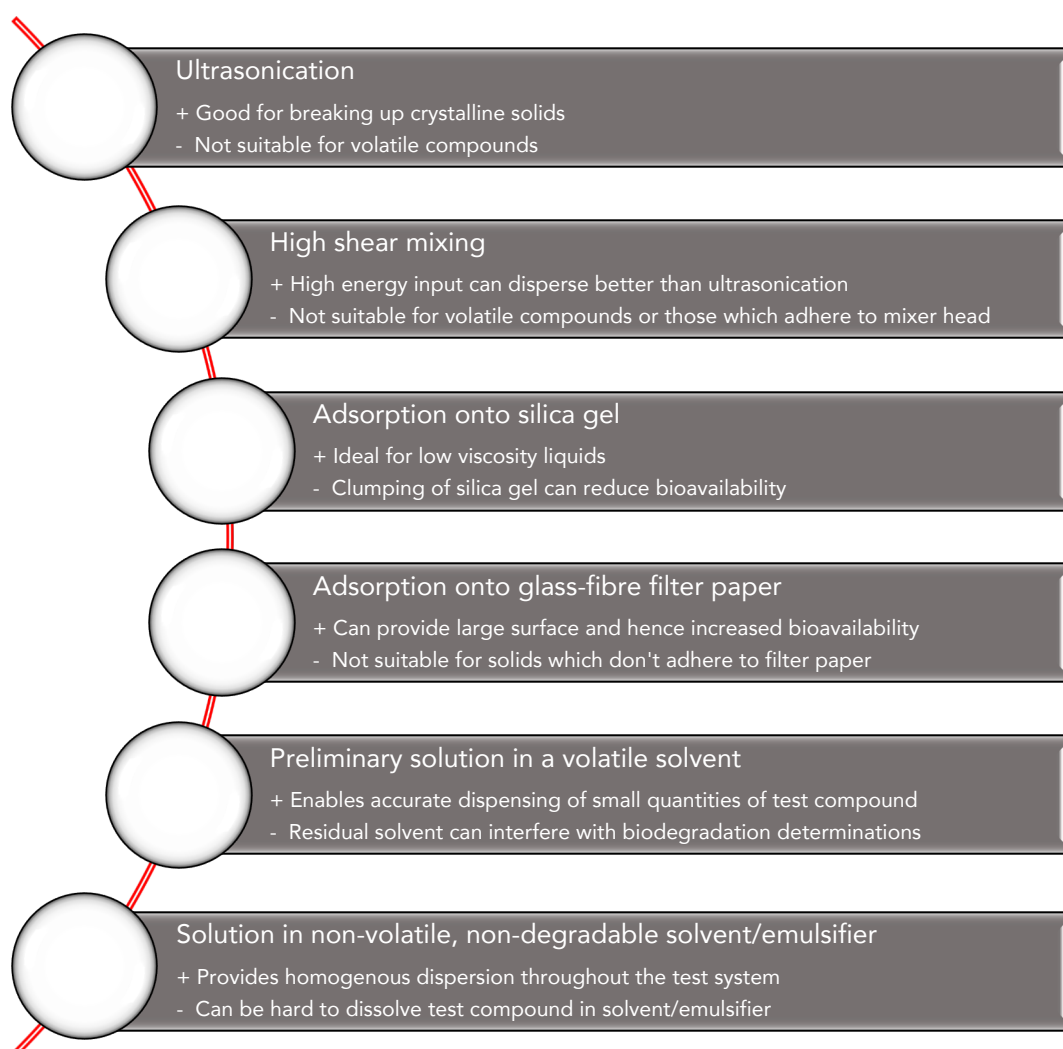 Ultrasonication
+ Good for breaking up crystalline solids
- Not suitable for volatile compounds
High shear mixing
+ High energy input can disperse better than ultrasonication
- Not suitable for volatile compounds or those which adhere to mixer head
Adsorption onto silica gel
+ Ideal for low viscosity liquids
- Clumping of silica gel can reduce bioavailability
Adsorption onto glass-fibre filter paper
+ Can provide large surface and hence increased bioavailability
- Not suitable for solids which don't adhere to filter paper
Preliminary solution in a volatile solvent
+ Enables accurate dispensing of small quantities of test compound
- Residual solvent can interfere with biodegradation determinations
Solution in non-volatile, non-degradable solvent/emulsifier
+ Provides homogenous dispersion throughout the test system
- Can be hard to dissolve test compound in solvent/emulsifier